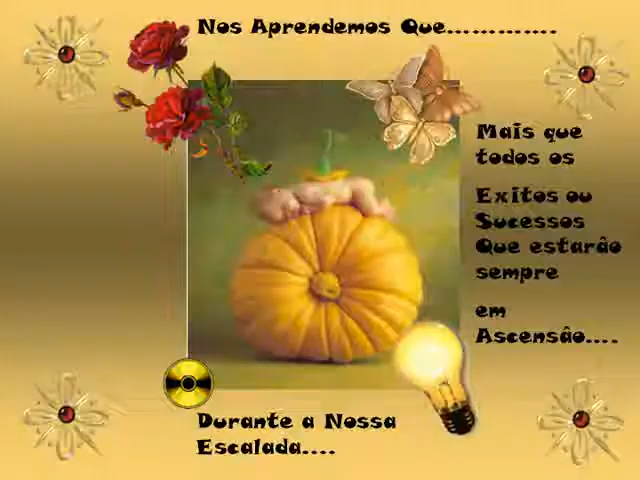 Nos Aprendemos Que.............
Mais que
todos os
Exitos ou
Sucessos
Que estarão
sempre
em
Ascensão....
Durante a Nossa
Escalada....